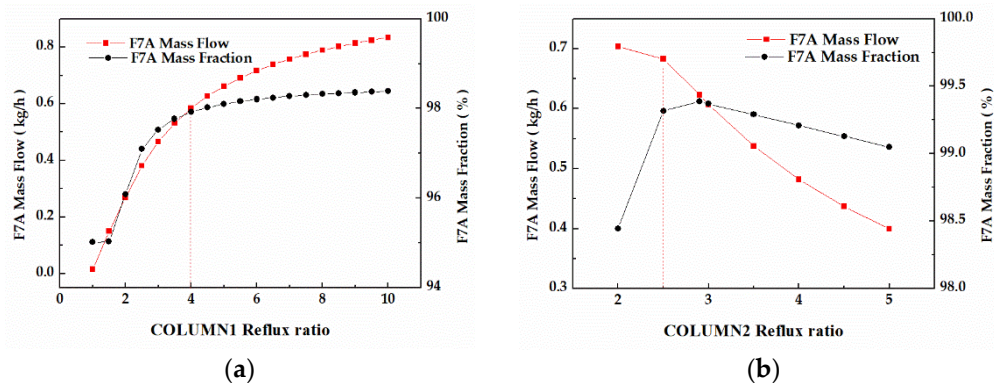 F7A Mass Flow
F7A Mass Fraction
F7A Mass Flow ( kg/h )
0.8
0.6
0.4
0.2
0.0
100
98
96
94
F7A Mass Fraction ( % )
0 2 4 6 8 10
COLUMN1 Reflux ratio
(a)
F7A Mass Flow
F7A Mass Fraction
F7A Mass Flow ( kg/h )
0.7
0.6
0.5
0.4
0.3
100.0
99.5
99.0
98.5
98.0
F7A Mass Fraction ( % )
2 3 4 5
COLUMN2 Reflux ratio
(b)